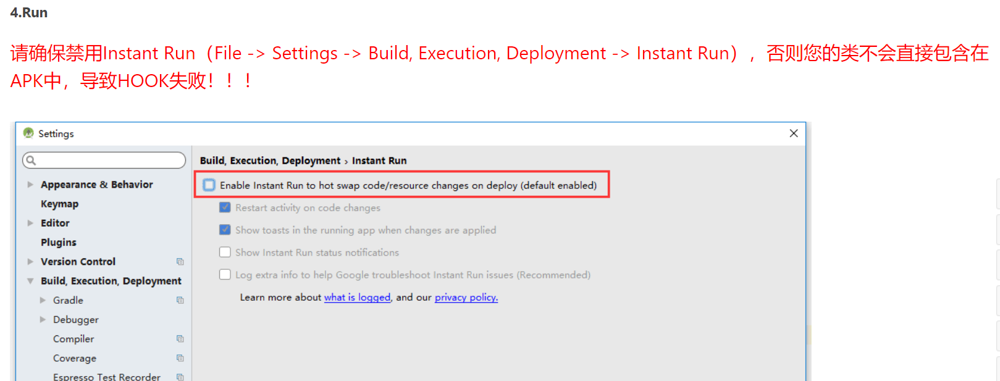 4.Run
请确保禁用Instant Run（File -> Settings -> Build, Execution, Deployment -> Instant Run），否则您的类不会直接包含在
APK中，导致HOOK失败！！！
Settings
Build, Execution, Deployment › Instant Run
Enable Instant Run to hot swap code/resource changes on deploy (default enabled)
Restart activity on code changes
Show toasts in the running app when changes are applied
Show Instant Run status notifications
Log extra info to help Google troubleshoot Instant Run issues (Recommended)
Learn more about what is logged, and our privacy policy.
Appearance & Behavior
Keymap
Editor
Plugins
Version Control
Build, Execution, Deployment
Gradle
Debugger
Compiler
Coverage
Espresso Test Recorder